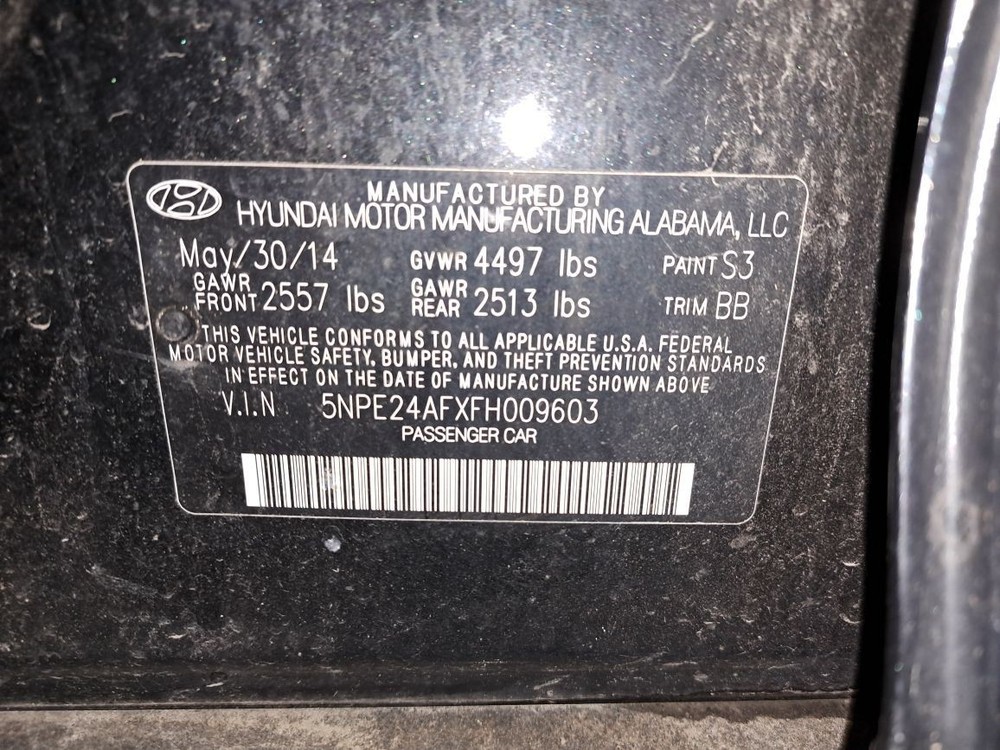 MANUFACTURED BY
HYUNDAI MOTOR MANUFACTURING ALABAMA, LLC
May/30/14 GVWR 4497 lbs PAINT S3
GAWR FRONT 2557 lbs GAWR REAR 2513 lbs TRIM BB
THIS VEHICLE CONFORMS TO ALL APPLICABLE U.S.A. FEDERAL
MOTOR VEHICLE SAFETY, BUMPER, AND THEFT PREVENTION STANDARDS
IN EFFECT ON THE DATE OF MANUFACTURE SHOWN ABOVE
V.I.N 5NPE24AFXFH009603
PASSENGER CAR